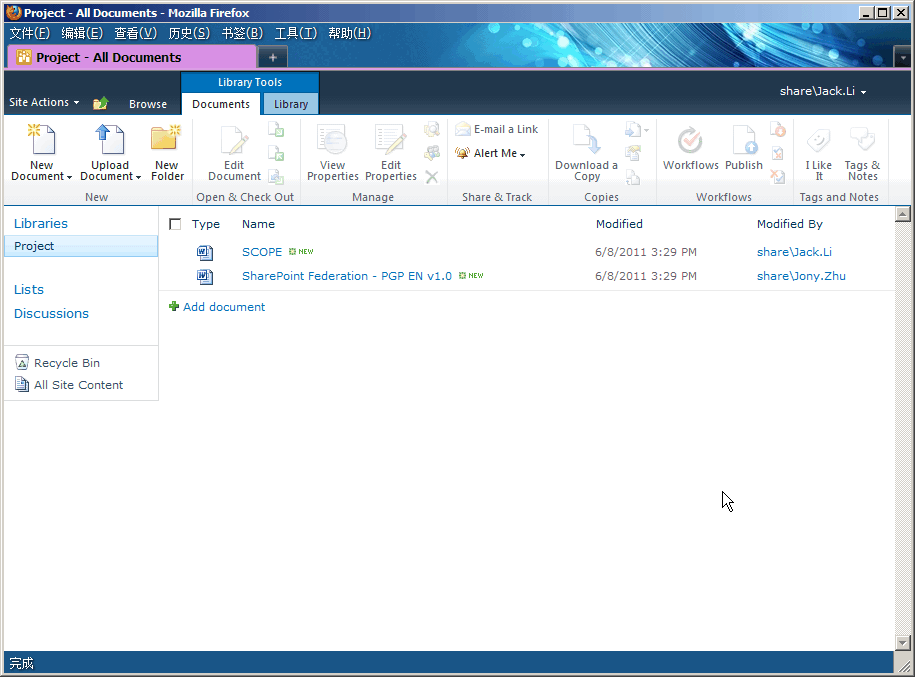 Project - All Documents - Mozilla Firefox
文件(F) 编辑(E) 查看(V) 历史(S) 书签(B) 工具(T) 帮助(H)
Project - All Documents
Library Tools
share\Jack.Li
Site Actions Browse Documents Library
New Document
Upload Document
New Folder
Edit Document
View Properties
Edit Properties
E-mail a Link
Alert Me
Download a Copy
Workflows
Publish
I Like It
Tags & Notes
New
Open & Check Out
Manage
Share & Track
Copies
Workflows
Tags and Notes
Libraries
Project
Lists
Discussions
Recycle Bin
All Site Content
Type Name Modified Modified By
SCOPE NEW 6/8/2011 3:29 PM share\Jack.Li
SharePoint Federation - PGP EN v1.0 NEW 6/8/2011 3:29 PM share\Jony.Zhu
Add document
完成